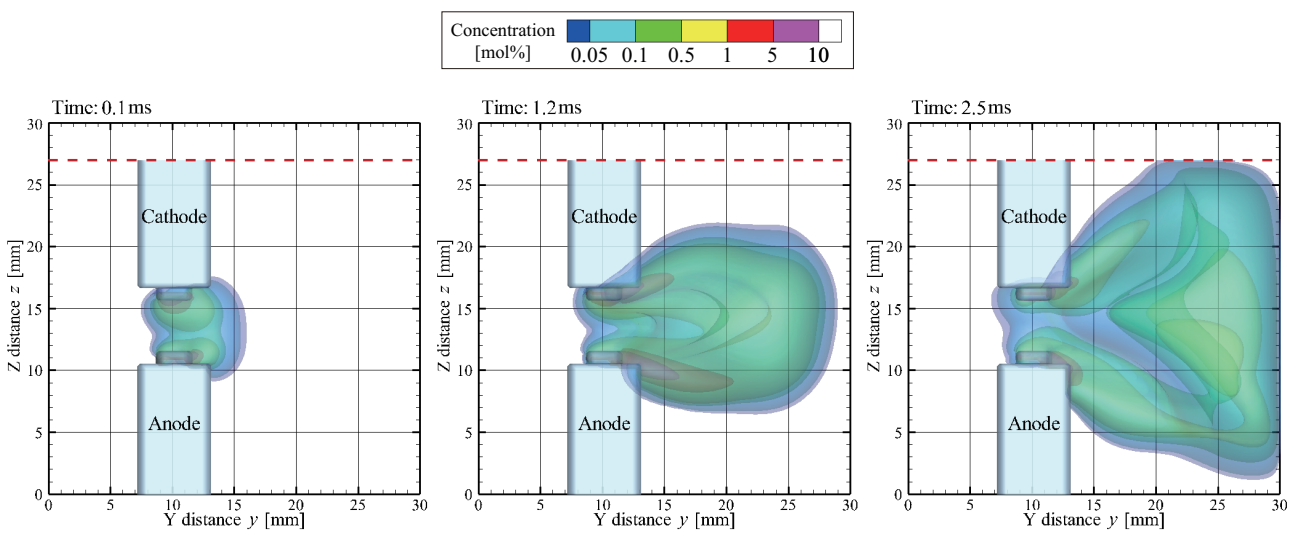 Concentration
[mol%]
0.05 0.1 0.5 1 5 10
Time: 0.1 ms
30
25
20
15
10
5
0
Z distance z [mm]
Cathode
Anode
0 5 10 15 20 25 30
Y distance y [mm]
Time: 1.2 ms
30
25
20
15
10
5
0
Z distance z [mm]
Cathode
Anode
0 5 10 15 20 25 30
Y distance y [mm]
Time: 2.5 ms
30
25
20
15
10
5
0
Z distance z [mm]
Cathode
Anode
0 5 10 15 20 25 30
Y distance y [mm]